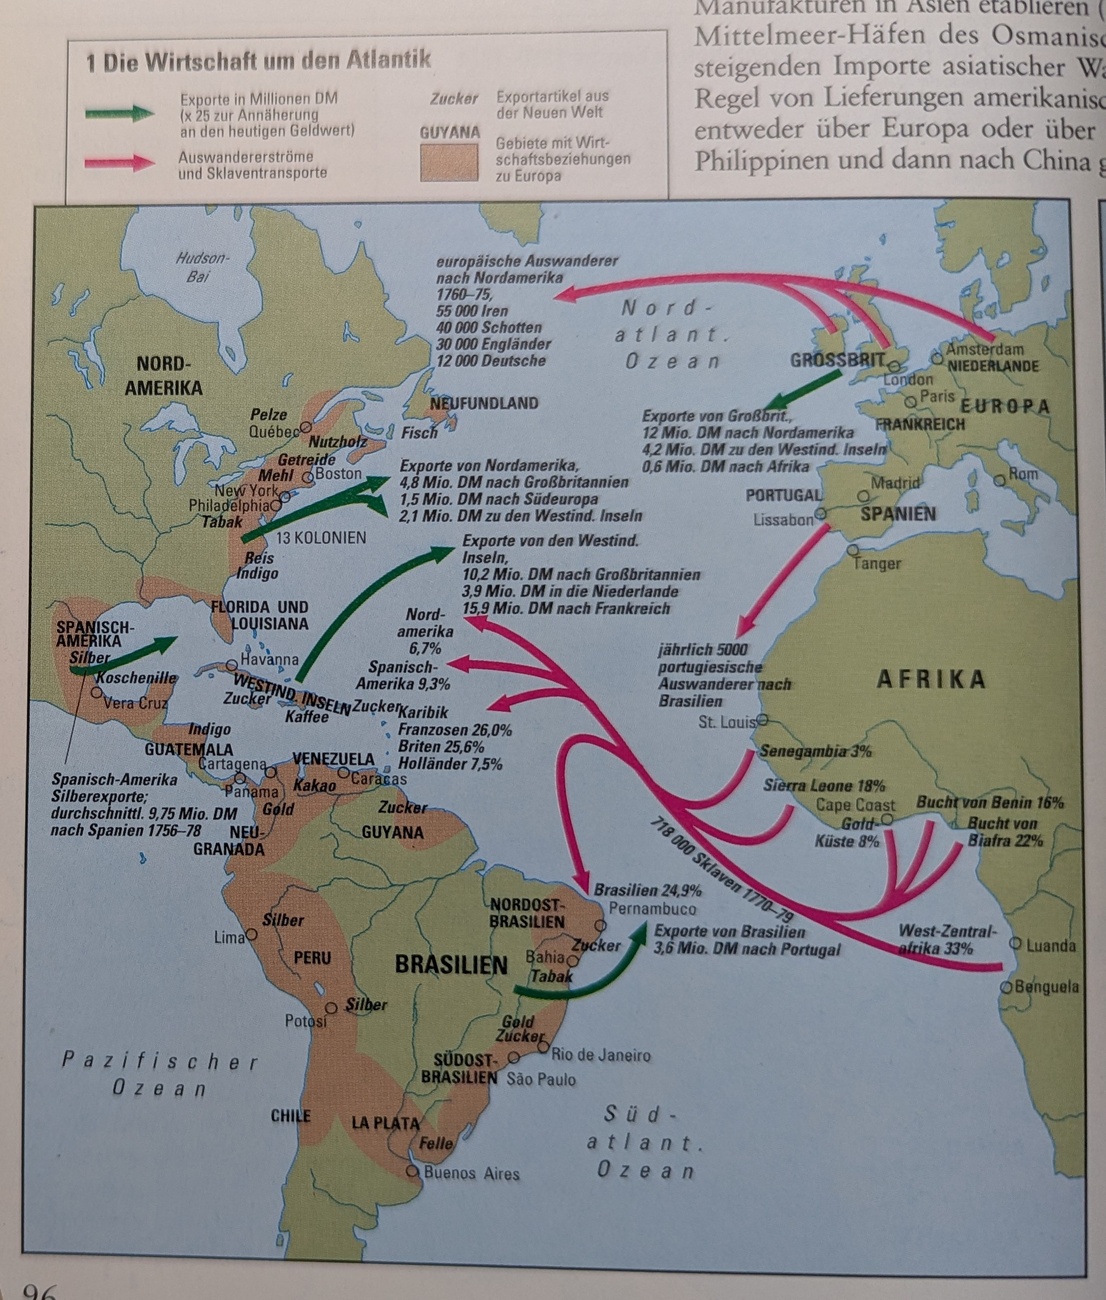 Manufakturen in Asien etablieren (
Mittelmeer-Häfen des Osmanisc
steigenden Importe asiatischer Wa
Regel von Lieferungen amerikanisc
entweder über Europa oder über
Philippinen und dann nach China g
1 Die Wirtschaft um den Atlantik
Exporte in Millionen DM
(x 25 zur Annäherung
an den heutigen Geldwert)
Auswandererströme
und Sklaventransporte
Zucker
Exportartikel aus
der Neuen Welt
GUYANA
Gebiete mit Wirt-
schaftsbeziehungen
zu Europa
Hudson-
Bai
europäische Auswanderer
nach Nordamerika
1760–75,
55 000 Iren
40 000 Schotten
30 000 Engländer
12 000 Deutsche
Nord-
atlant.
Ozean
NORD-
AMERIKA
GROSSBRIT.
London
Amsterdam
NIEDERLANDE
Paris
EUROPA
FRANKREICH
NEUFUNDLAND
Fisch
Pelze
Québec
Nutzholz
Getreide
Mehl
Boston
New York
Philadelphia
Tabak
13 KOLONIEN
Reis
Indigo
Exporte von Großbrit.,
12 Mio. DM nach Nordamerika
4,2 Mio. DM zu den Westind. Inseln
0,6 Mio. DM nach Afrika
Exporte von Nordamerika,
4,8 Mio. DM nach Großbritannien
1,5 Mio. DM nach Südeuropa
2,1 Mio. DM zu den Westind. Inseln
PORTUGAL
Lissabon
Madrid
SPANIEN
Rom
Tanger
Exporte von den Westind.
Inseln,
10,2 Mio. DM nach Großbritannien
3,9 Mio. DM in die Niederlande
15,9 Mio. DM nach Frankreich
FLORIDA UND
LOUISIANA
SPANISCH-
AMERIKA
Silber
Koschenille
Vera Cruz
Havanna
WESTIND. INSELN
Zucker
Kaffee
Zucker
Nord-
amerika
6,7%
Spanisch-
Amerika 9,3%
Karibik
Franzosen 26,0%
Briten 25,6%
Holländer 7,5%
jährlich 5000
portugiesische
Auswanderer nach
Brasilien
AFRIKA
St. Louis
Senegambia 3%
Sierra Leone 18%
Cape Coast
Gold-
Küste 8%
Bucht von Benin 16%
Bucht von
Biafra 22%
Indigo
GUATEMALA
Cartagena
Panama
VENEZUELA
Kakao
Caracas
Gold
Zucker
GUYANA
NEU-
GRANADA
Spanisch-Amerika
Silberexporte;
durchschnittl. 9,75 Mio. DM
nach Spanien 1756–78
718 000 Sklaven 1770–79
Brasilien 24,9%
Pernambuco
NORDOST-
BRASILIEN
Exporte von Brasilien
3,6 Mio. DM nach Portugal
West-Zentral-
afrika 33%
Luanda
Benguela
Silber
Lima
PERU
BRASILIEN
Zucker
Bahia
Tabak
Silber
Potosí
Gold
Zucker
Rio de Janeiro
SÜDOST-
BRASILIEN
São Paulo
Pazifischer
Ozean
CHILE
LA PLATA
Felle
Buenos Aires
Süd-
atlant.
Ozean
96